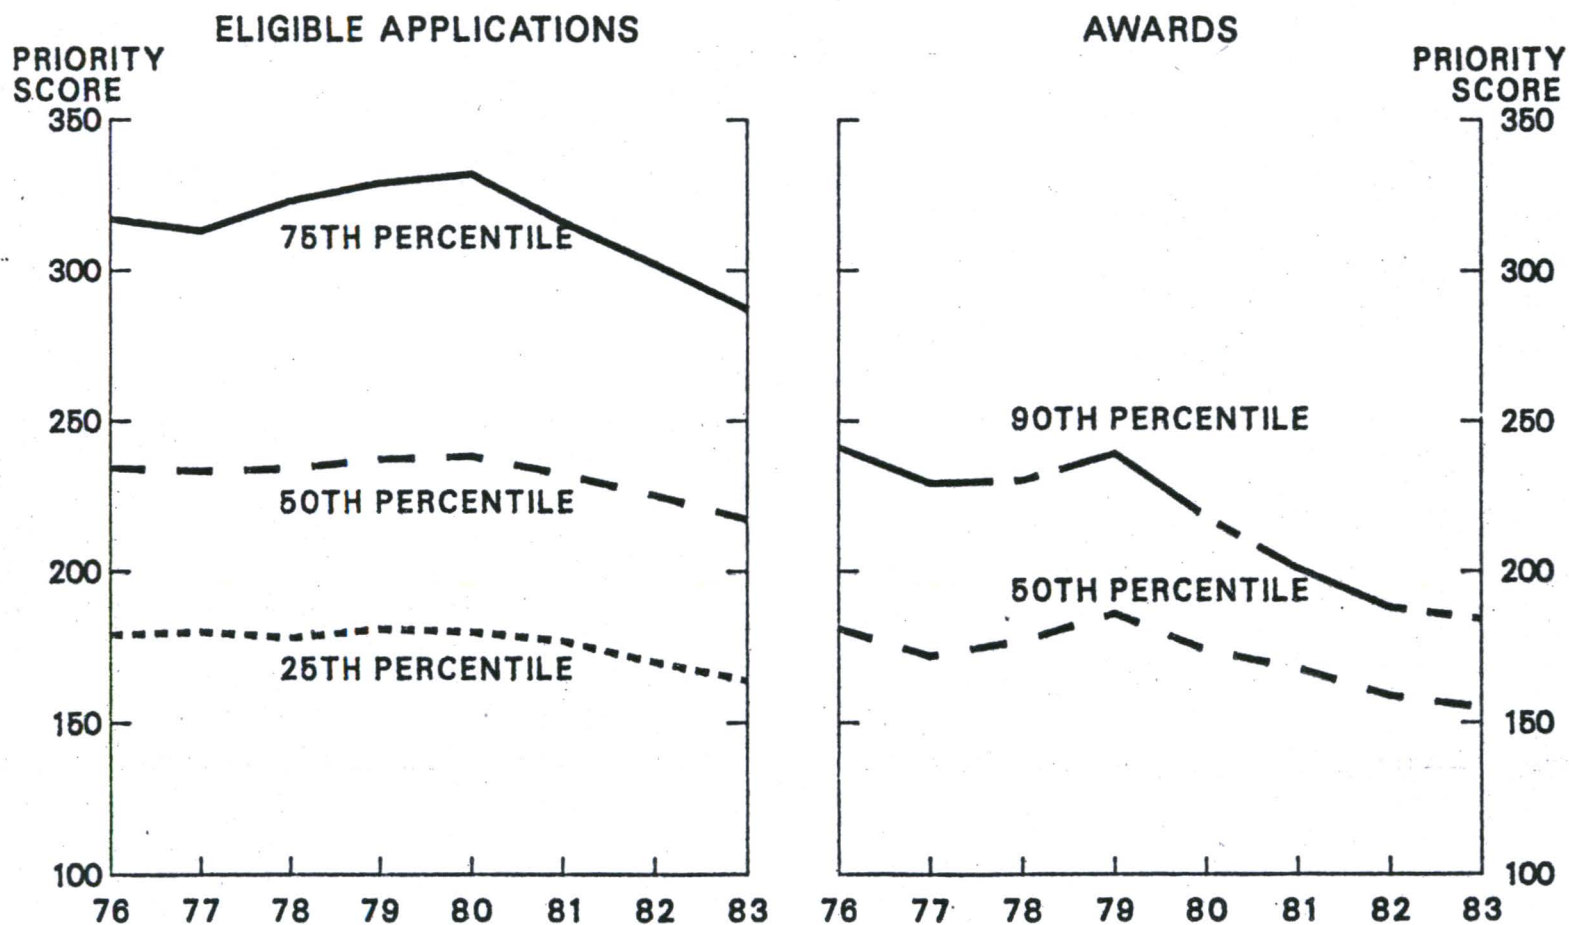 ELIGIBLE APPLICATIONS
PRIORITY
SCORE
350
300
250
200
150
100
75TH PERCENTILE
50TH PERCENTILE
25TH PERCENTILE
76 77 78 79 80 81 82 83
AWARDS
PRIORITY
SCORE
350
300
250
200
150
100
90TH PERCENTILE
50TH PERCENTILE
76 77 78 79 80 81 82 83